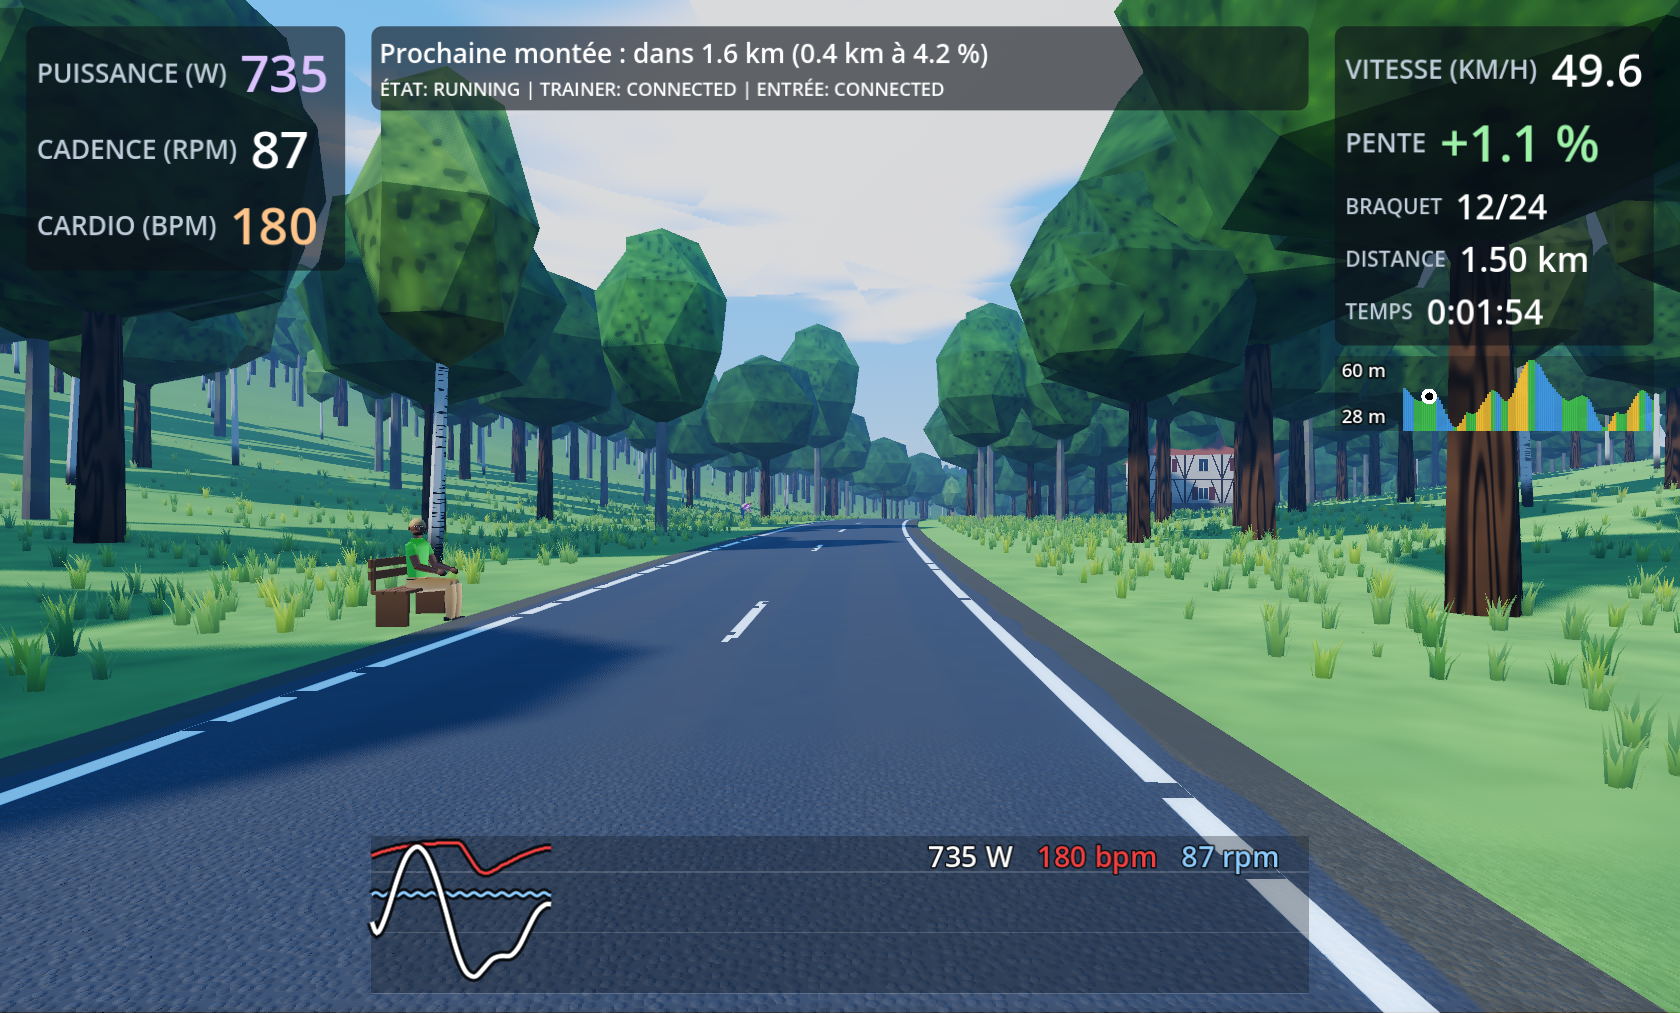 PUISSANCE (W) 735
CADENCE (RPM) 87
CARDIO (BPM) 180
Prochaine montée : dans 1.6 km (0.4 km à 4.2 %)
ÉTAT: RUNNING | TRAINER: CONNECTED | ENTRÉE: CONNECTED
VITESSE (KM/H) 49.6
PENTE +1.1 %
BRAQUET 12/24
DISTANCE 1.50 km
TEMPS 0:01:54
60 m
28 m
735 W 180 bpm 87 rpm